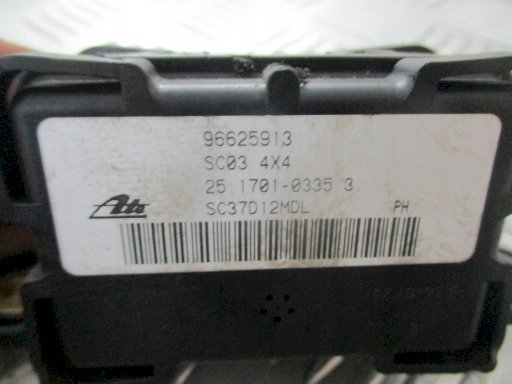 96625913
SC03 4X4
25.1701-0335.3
Ate SC37D12MDL PH